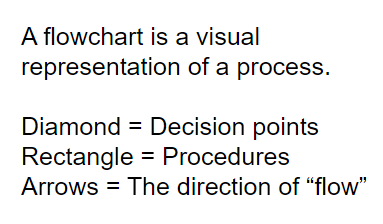 A flowchart is a visual
representation of a process.
Diamond = Decision points
Rectangle = Procedures
Arrows = The direction of “flow”